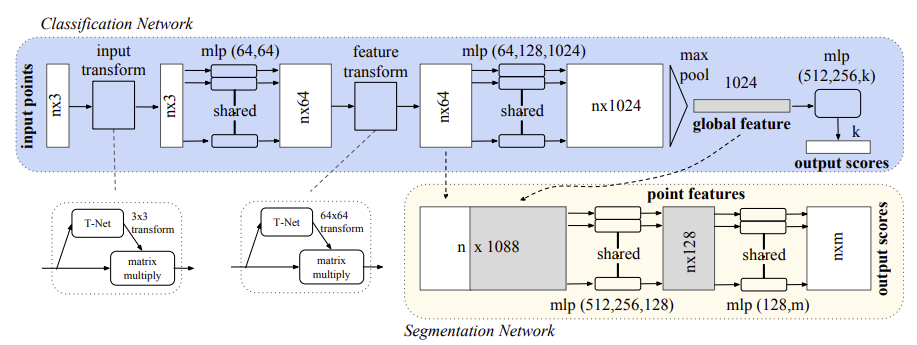 Classification Network
input points
nx3
input
transform
nx3
mlp (64,64)
shared
nx64
feature
transform
nx64
mlp (64,128,1024)
shared
nx1024
max
pool
1024
global feature
mlp
(512,256,k)
k
output scores
T-Net
3x3
transform
matrix
multiply
T-Net
64x64
transform
matrix
multiply
point features
n x 1088
shared
mlp (512,256,128)
nx128
shared
mlp (128,m)
nxm
output scores
Segmentation Network